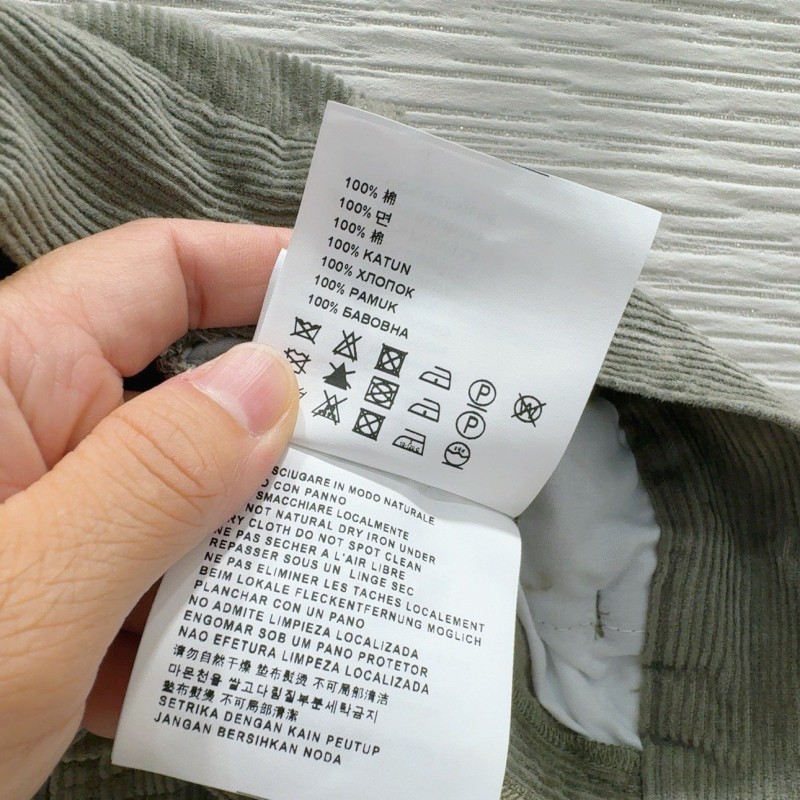 100% 棉
100% 면
100% 棉
100% KATUN
100% ХЛОПОК
100% PAMUK
100% БАВОВНА
P
W
P
SCIUGARE IN MODO NATURALE
CON PANNO
SMACCHIARE LOCALMENTE
NOT NATURAL DRY IRON UNDER
DRY CLOTH DO NOT SPOT CLEAN
NE PAS SECHER A L'AIR LIBRE
REPASSER SOUS UN LINGE SEC
NE PAS ELIMINER LES TACHES LOCALEMENT
BEIM LOKALE FLECKENTFERNUNG MOGLICH
PLANCHAR CON UN PANO
NO ADMITE LIMPIEZA LOCALIZADA
ENGOMAR SOB UM PANO PROTETOR
NAO EFETURA LIMPEZA LOCALIZADA
请勿自然干燥 垫布熨烫 不可局部清洁
마른천을 쌀고다림질부분세탁금지
墊布熨燙 不可局部清潔
SETRIKA DENGAN KAIN PEUTUP
JANGAN BERSIHKAN NODA